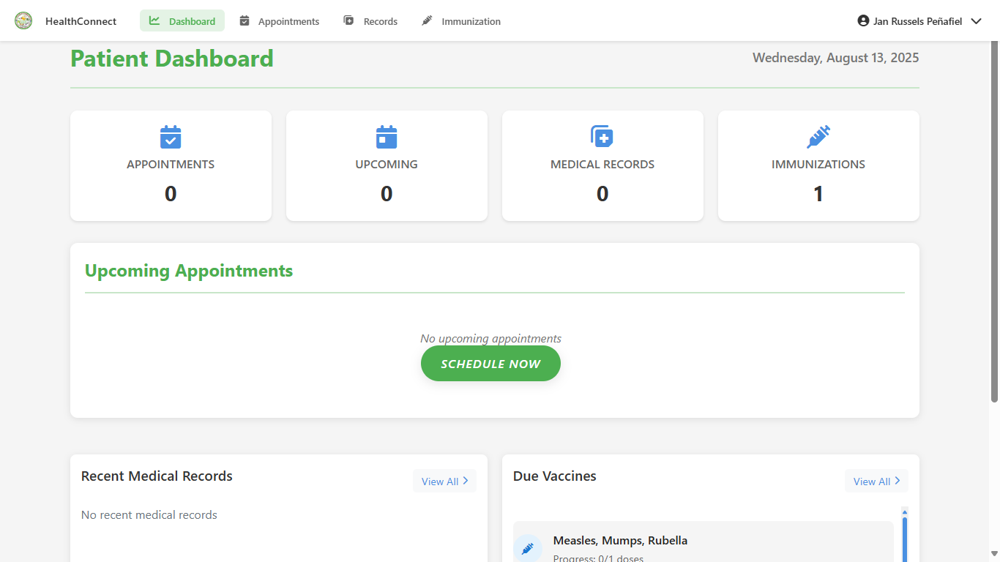 HealthConnect Dashboard Appointments Records Immunization Jan Russels Peñafiel
Patient Dashboard Wednesday, August 13, 2025
APPOINTMENTS UPCOMING MEDICAL RECORDS IMMUNIZATIONS
0 0 0 1
Upcoming Appointments
No upcoming appointments
SCHEDULE NOW
Recent Medical Records View All
No recent medical records
Due Vaccines View All
Measles, Mumps, Rubella
Progress: 0/1 doses